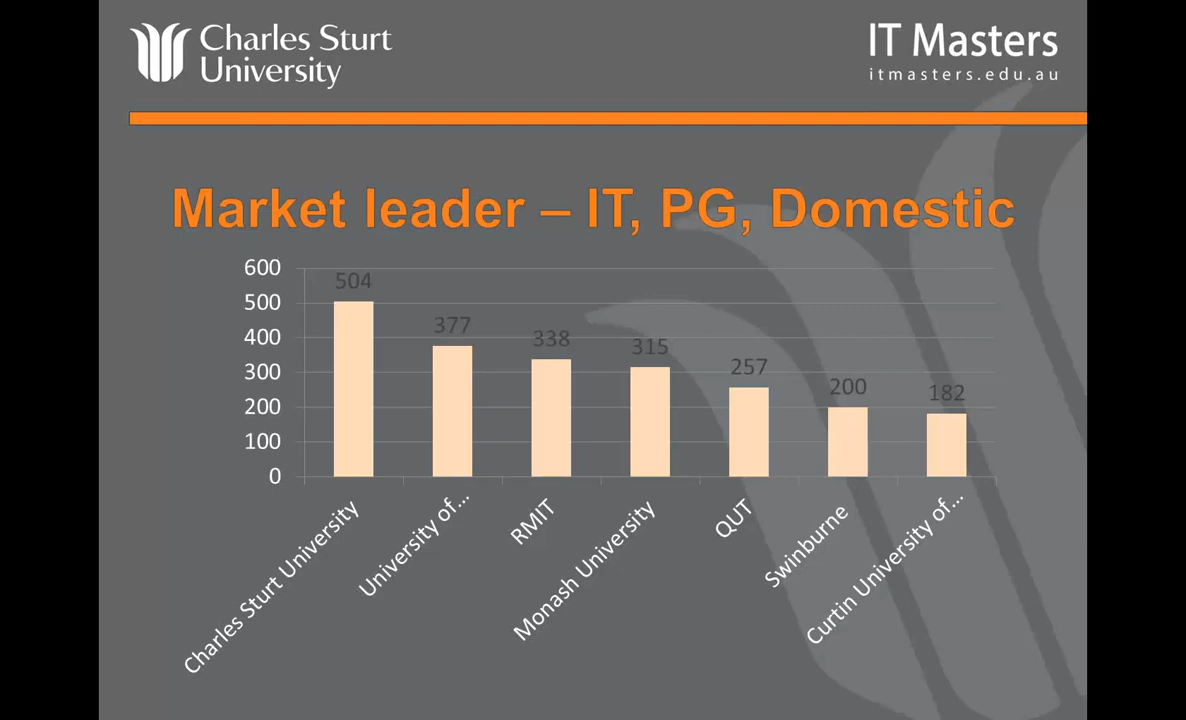 Charles Sturt
University
IT Masters
itmasters.edu.au
Market leader – IT, PG, Domestic
600
500
400
300
200
100
0
504
377
338
315
257
200
182
Charles Sturt University
University of...
RMIT
Monash University
QUT
Swinburne
Curtin University of...